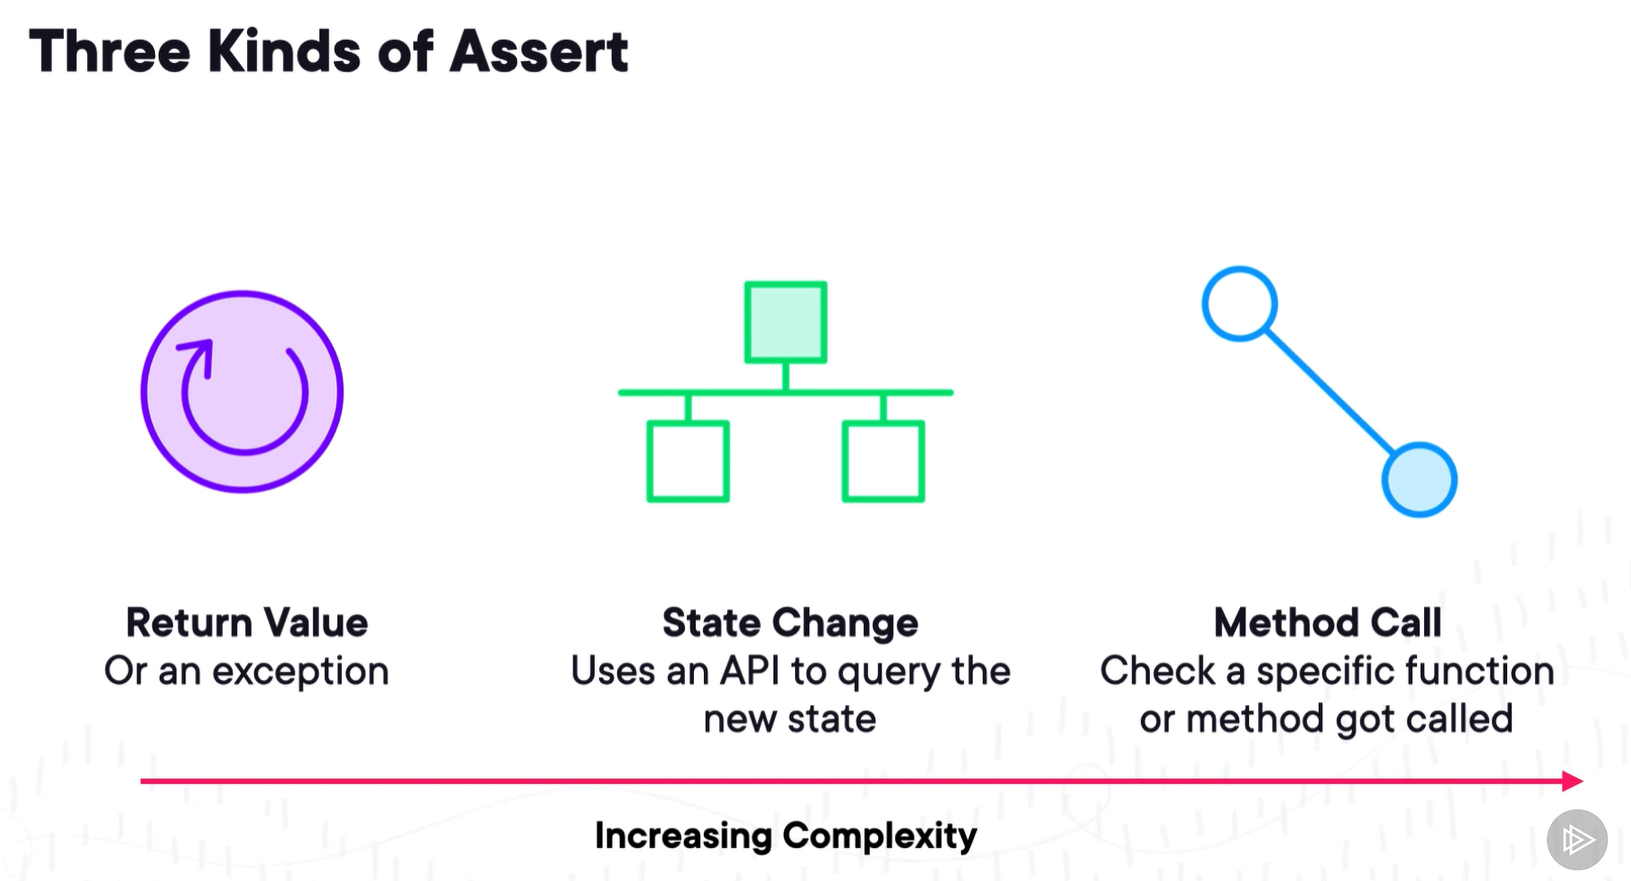 Three Kinds of Assert
Return Value
Or an exception
State Change
Uses an API to query the
new state
Method Call
Check a specific function
or method got called
Increasing Complexity